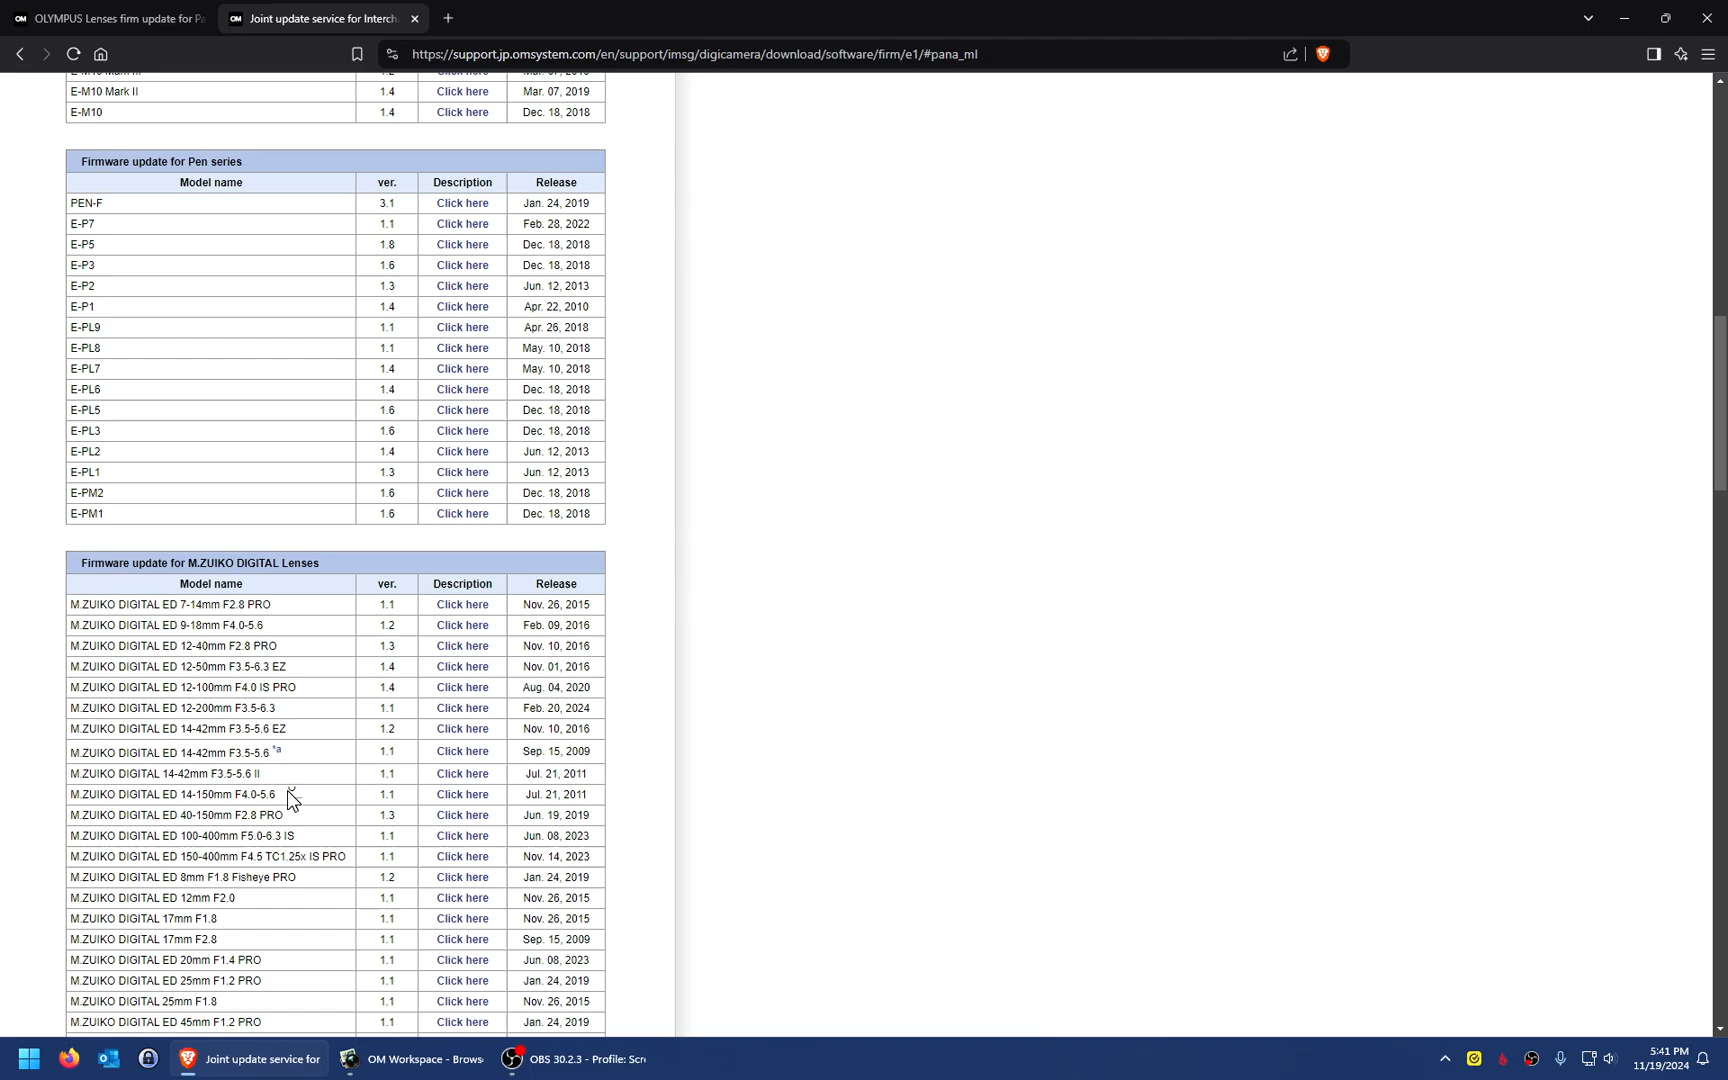 OLYMPUS Lenses firm update for Pa
Joint update service for Interch
https://support.jp.omsystem.com/en/support/imsg/digicamera/download/software/firm/e1/#pana_ml
E-M10 Mark II 1.4 Click here Mar. 07, 2019
E-M10 1.4 Click here Dec. 18, 2018
Firmware update for Pen series
Model name ver. Description Release
PEN-F 3.1 Click here Jan. 24, 2019
E-P7 1.1 Click here Feb. 28, 2022
E-P5 1.8 Click here Dec. 18, 2018
E-P3 1.6 Click here Dec. 18, 2018
E-P2 1.3 Click here Jun. 12, 2013
E-P1 1.4 Click here Apr. 22, 2010
E-PL9 1.1 Click here Apr. 26, 2018
E-PL8 1.1 Click here May. 10, 2018
E-PL7 1.4 Click here May. 10, 2018
E-PL6 1.4 Click here Dec. 18, 2018
E-PL5 1.6 Click here Dec. 18, 2018
E-PL3 1.6 Click here Dec. 18, 2018
E-PL2 1.4 Click here Jun. 12, 2013
E-PL1 1.3 Click here Jun. 12, 2013
E-PM2 1.6 Click here Dec. 18, 2018
E-PM1 1.6 Click here Dec. 18, 2018
Firmware update for M.ZUIKO DIGITAL Lenses
Model name ver. Description Release
M.ZUIKO DIGITAL ED 7-14mm F2.8 PRO 1.1 Click here Nov. 26, 2015
M.ZUIKO DIGITAL ED 9-18mm F4.0-5.6 1.2 Click here Feb. 09, 2016
M.ZUIKO DIGITAL ED 12-40mm F2.8 PRO 1.3 Click here Nov. 10, 2016
M.ZUIKO DIGITAL ED 12-50mm F3.5-6.3 EZ 1.4 Click here Nov. 01, 2016
M.ZUIKO DIGITAL ED 12-100mm F4.0 IS PRO 1.4 Click here Aug. 04, 2020
M.ZUIKO DIGITAL ED 12-200mm F3.5-6.3 1.1 Click here Feb. 20, 2024
M.ZUIKO DIGITAL ED 14-42mm F3.5-5.6 EZ 1.2 Click here Nov. 10, 2016
M.ZUIKO DIGITAL ED 14-42mm F3.5-5.6 *a 1.1 Click here Sep. 15, 2009
M.ZUIKO DIGITAL 14-42mm F3.5-5.6 II 1.1 Click here Jul. 21, 2011
M.ZUIKO DIGITAL ED 14-150mm F4.0-5.6 1.1 Click here Jul. 21, 2011
M.ZUIKO DIGITAL ED 40-150mm F2.8 PRO 1.3 Click here Jun. 19, 2019
M.ZUIKO DIGITAL ED 100-400mm F5.0-6.3 IS 1.1 Click here Jun. 08, 2023
M.ZUIKO DIGITAL ED 150-400mm F4.5 TC1.25x IS PRO 1.1 Click here Nov. 14, 2023
M.ZUIKO DIGITAL ED 8mm F1.8 Fisheye PRO 1.2 Click here Jan. 24, 2019
M.ZUIKO DIGITAL ED 12mm F2.0 1.1 Click here Nov. 26, 2015
M.ZUIKO DIGITAL 17mm F1.8 1.1 Click here Nov. 26, 2015
M.ZUIKO DIGITAL 17mm F2.8 1.1 Click here Sep. 15, 2009
M.ZUIKO DIGITAL ED 20mm F1.4 PRO 1.1 Click here Jun. 08, 2023
M.ZUIKO DIGITAL ED 25mm F1.2 PRO 1.1 Click here Jan. 24, 2019
M.ZUIKO DIGITAL 25mm F1.8 1.1 Click here Nov. 26, 2015
M.ZUIKO DIGITAL ED 45mm F1.2 PRO 1.1 Click here Jan. 24, 2019
Joint update service for
OM Workspace - Brows
OBS 30.2.3 - Profile: Scr
5:41 PM
11/19/2024